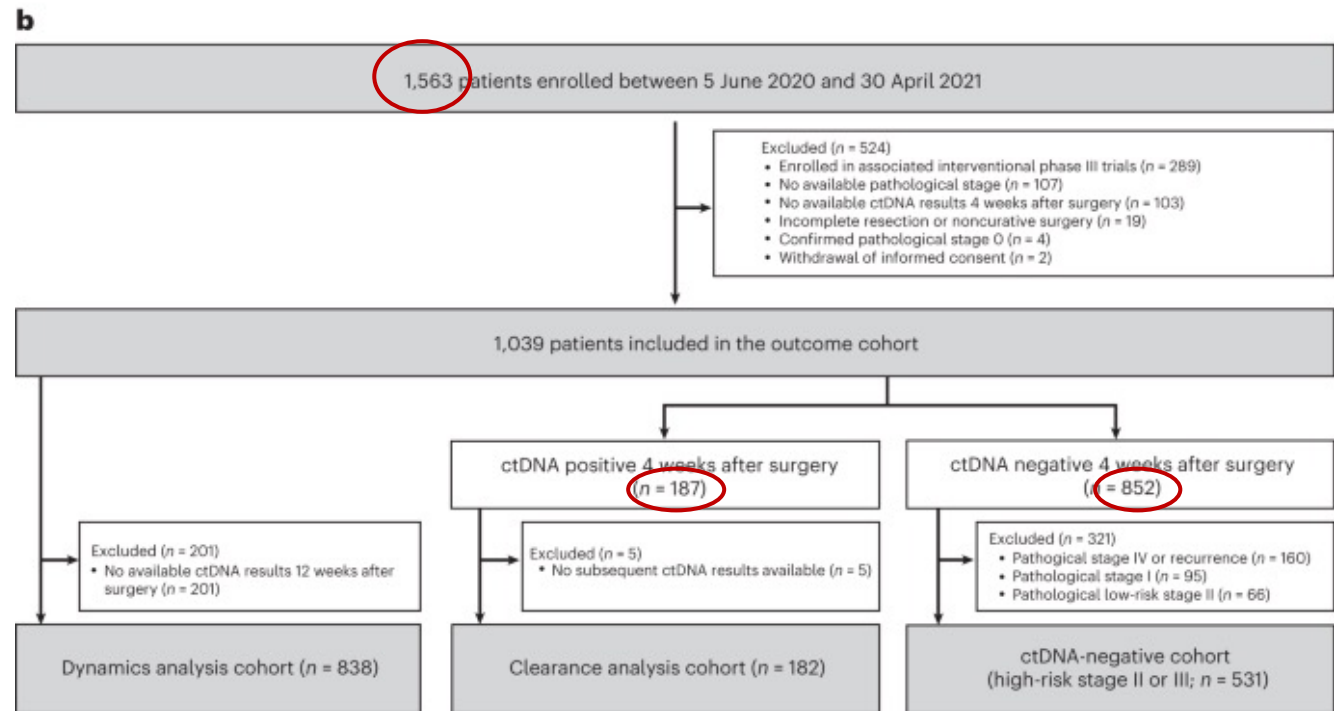 b
1,563 patients enrolled between 5 June 2020 and 30 April 2021
Excluded (n = 524)
• Enrolled in associated interventional phase III trials (n = 289)
• No available pathological stage (n = 107)
• No available ctDNA results 4 weeks after surgery (n = 103)
• Incomplete resection or noncurative surgery (n = 19)
• Confirmed pathological stage 0 (n = 4)
• Withdrawal of informed consent (n = 2)
1,039 patients included in the outcome cohort
ctDNA positive 4 weeks after surgery
(n = 187)
ctDNA negative 4 weeks after surgery
(n = 852)
Excluded (n = 201)
• No available ctDNA results 12 weeks after
surgery (n = 201)
Excluded (n = 5)
• No subsequent ctDNA results available (n = 5)
Excluded (n = 321)
• Pathogical stage IV or recurrence (n = 160)
• Pathological stage I (n = 95)
• Pathological low-risk stage II (n = 66)
Dynamics analysis cohort (n = 838)
Clearance analysis cohort (n = 182)
ctDNA-negative cohort
(high-risk stage II or III; n = 531)